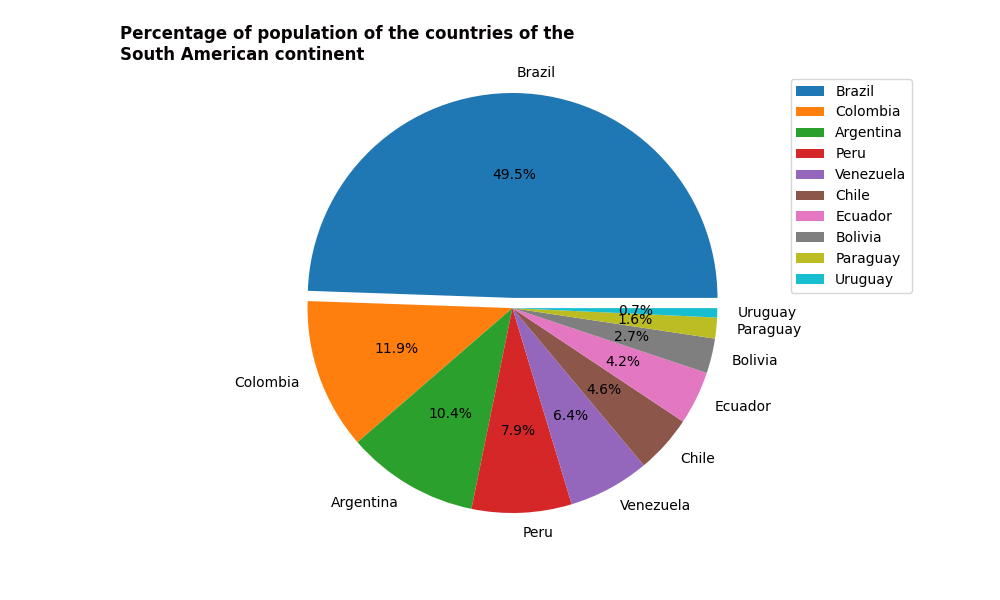 Percentage of population of the countries of the
South American continent
Brazil
49.5%
Colombia
11.9%
Argentina
10.4%
Peru
7.9%
Venezuela
6.4%
Chile
4.6%
Ecuador
4.2%
Bolivia
2.7%
Paraguay
1.6%
Uruguay
0.7%
Brazil
Colombia
Argentina
Peru
Venezuela
Chile
Ecuador
Bolivia
Paraguay
Uruguay